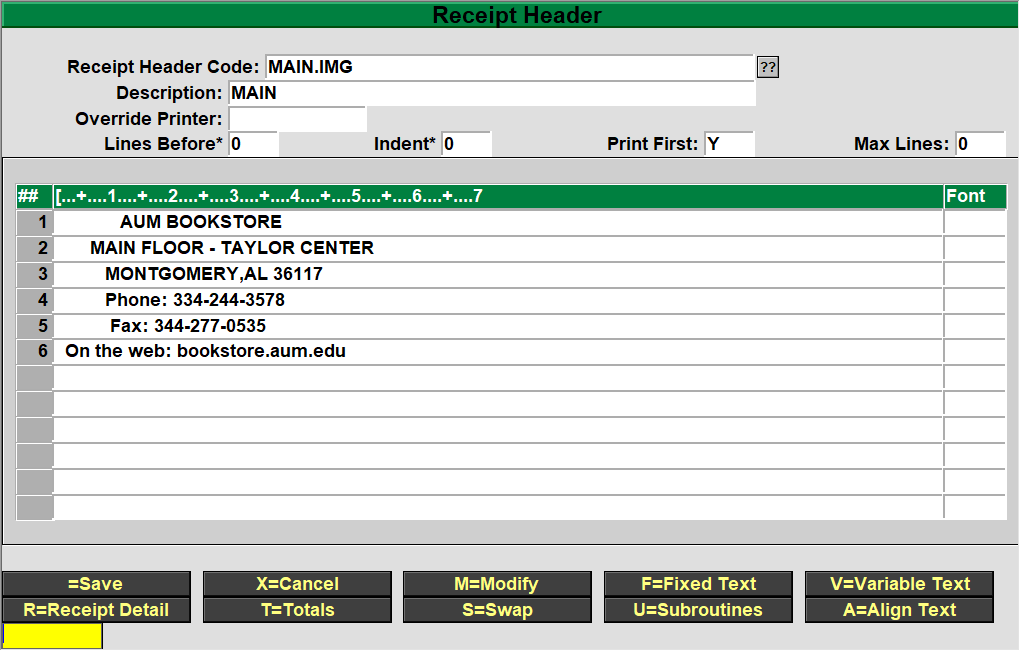 Receipt Header
Receipt Header Code: MAIN.IMG ??
Description: MAIN
Override Printer:
Lines Before* 0 Indent* 0 Print First: Y Max Lines: 0
## [...+....1....+....2....+....3....+....4....+....5....+....6....+....7 Font
1 AUM BOOKSTORE
2 MAIN FLOOR - TAYLOR CENTER
3 MONTGOMERY,AL 36117
4 Phone: 334-244-3578
5 Fax: 344-277-0535
6 On the web: bookstore.aum.edu
=Save X=Cancel M=Modify F=Fixed Text V=Variable Text
R=Receipt Detail T=Totals S=Swap U=Subroutines A=Align Text